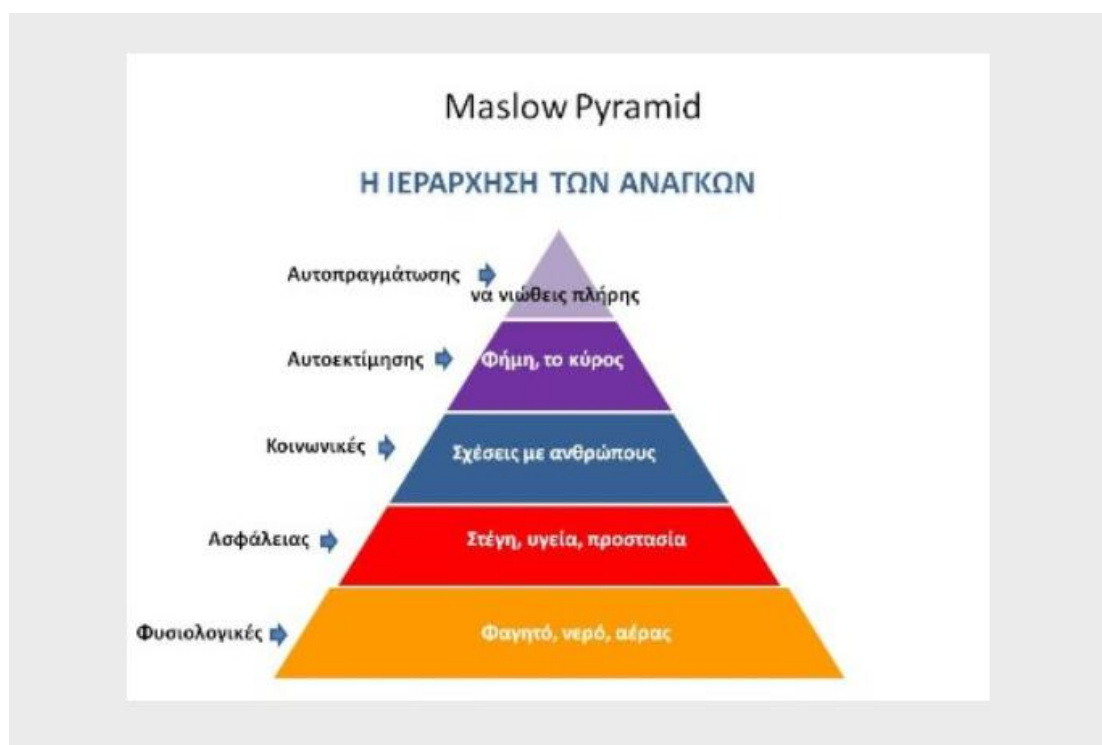 Maslow Pyramid
Η ΙΕΡΑΡΧΗΣΗ ΤΩΝ ΑΝΑΓΚΩΝ
Αυτοπραγμάτωσης
να νιώθεις πλήρης
Αυτοεκτίμησης
Φήμη, το κύρος
Κοινωνικές
Σχέσεις με ανθρώπους
Ασφάλειας
Στέγη, υγεία, προστασία
Φυσιολογικές
Φαγητό, νερό, αέρας